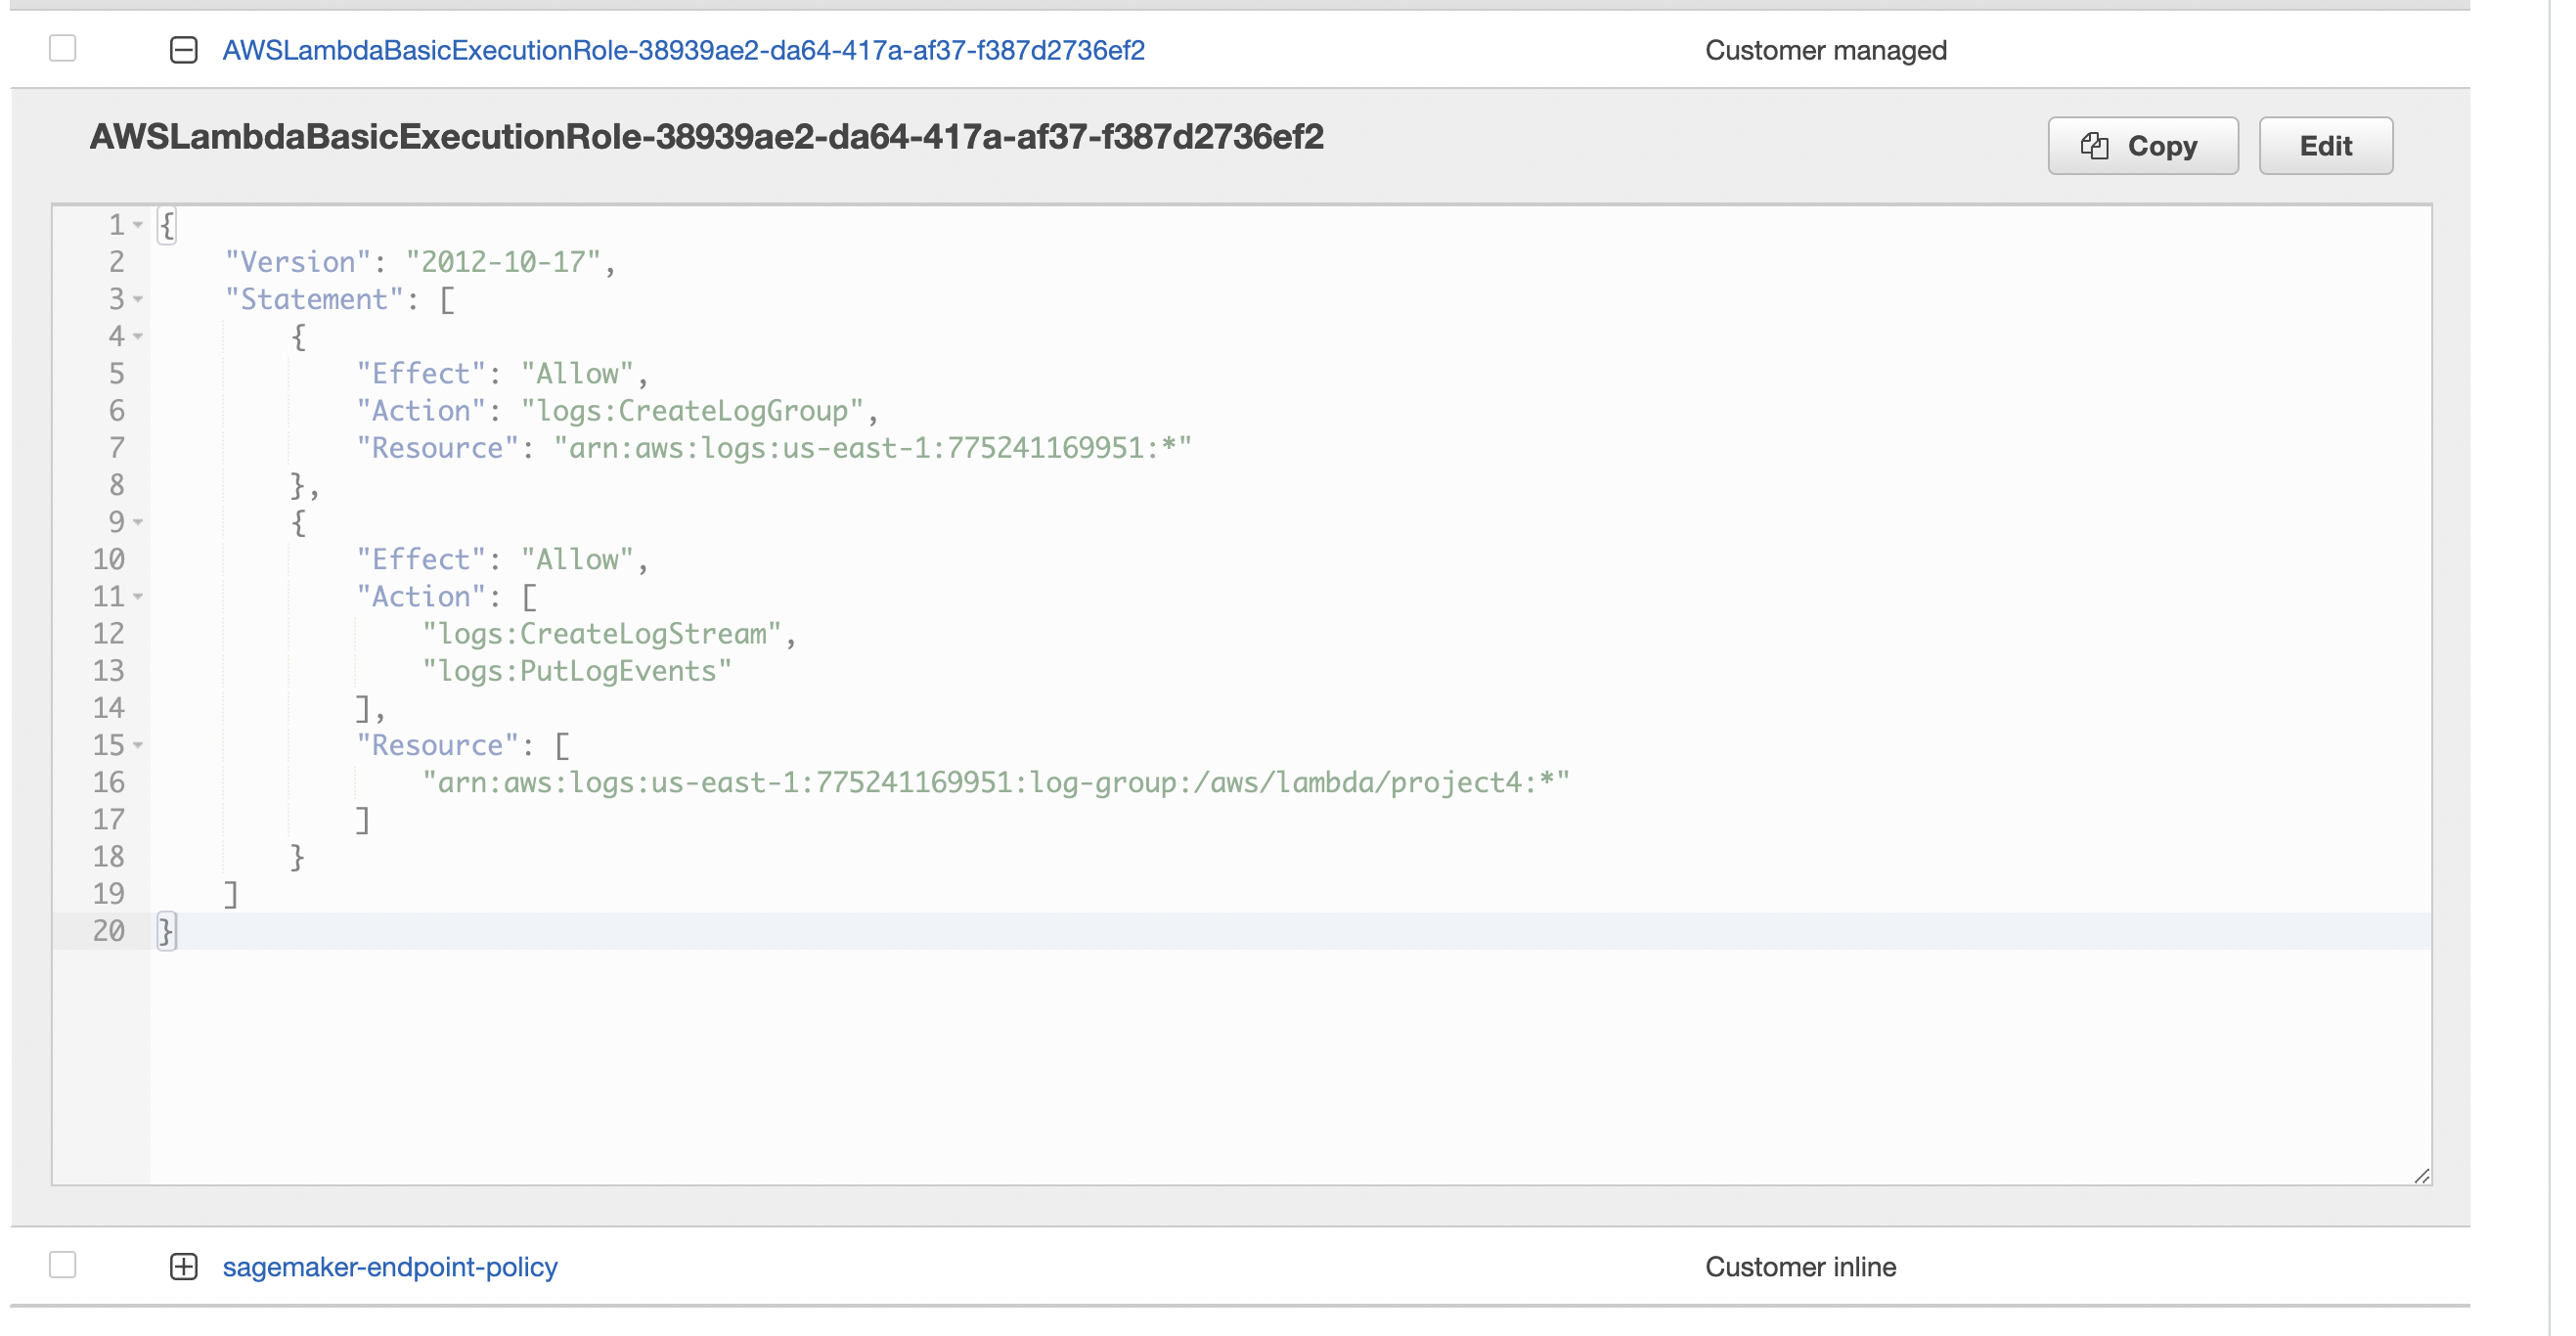 AWSLambdaBasicExecutionRole-38939ae2-da64-417a-af37-f387d2736ef2 Customer managed
AWSLambdaBasicExecutionRole-38939ae2-da64-417a-af37-f387d2736ef2 Copy Edit
1 {
2 "Version": "2012-10-17",
3 "Statement": [
4 {
5 "Effect": "Allow",
6 "Action": "logs:CreateLogGroup",
7 "Resource": "arn:aws:logs:us-east-1:775241169951:*"
8 },
9 {
10 "Effect": "Allow",
11 "Action": [
12 "logs:CreateLogStream",
13 "logs:PutLogEvents"
14 ],
15 "Resource": [
16 "arn:aws:logs:us-east-1:775241169951:log-group:/aws/lambda/project4:*"
17 ]
18 }
19 ]
20 }
sagemaker-endpoint-policy Customer inline